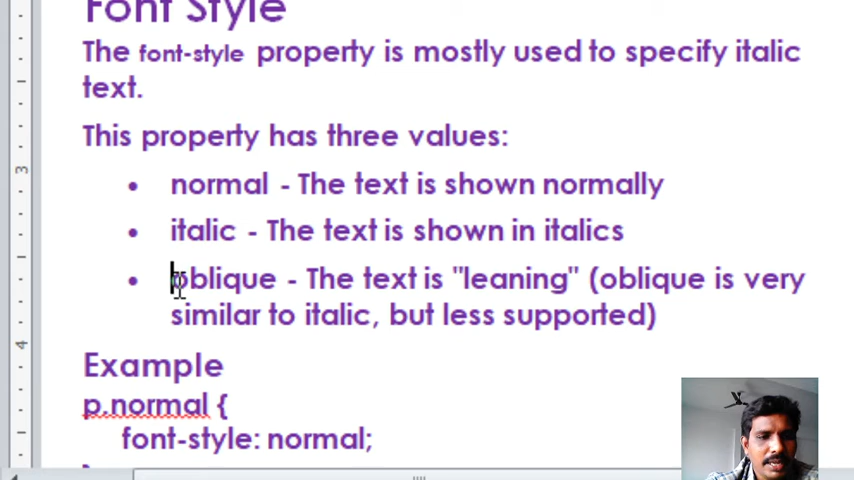 Font Style
The font-style property is mostly used to specify italic
text.
This property has three values:
• normal - The text is shown normally
• italic - The text is shown in italics
• oblique - The text is "leaning" (oblique is very
similar to italic, but less supported)
Example
p.normal {
font-style: normal;
3
4